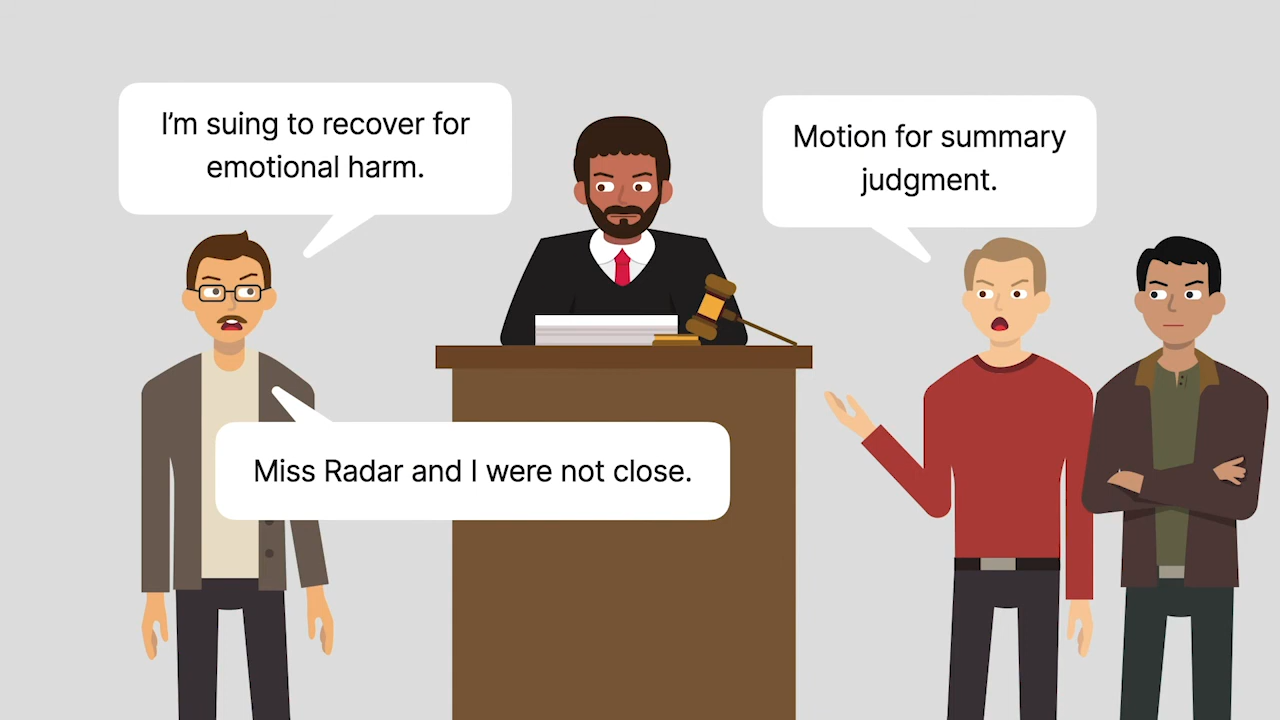 I’m suing to recover for
emotional harm.
Motion for summary
judgment.
Miss Radar and I were not close.